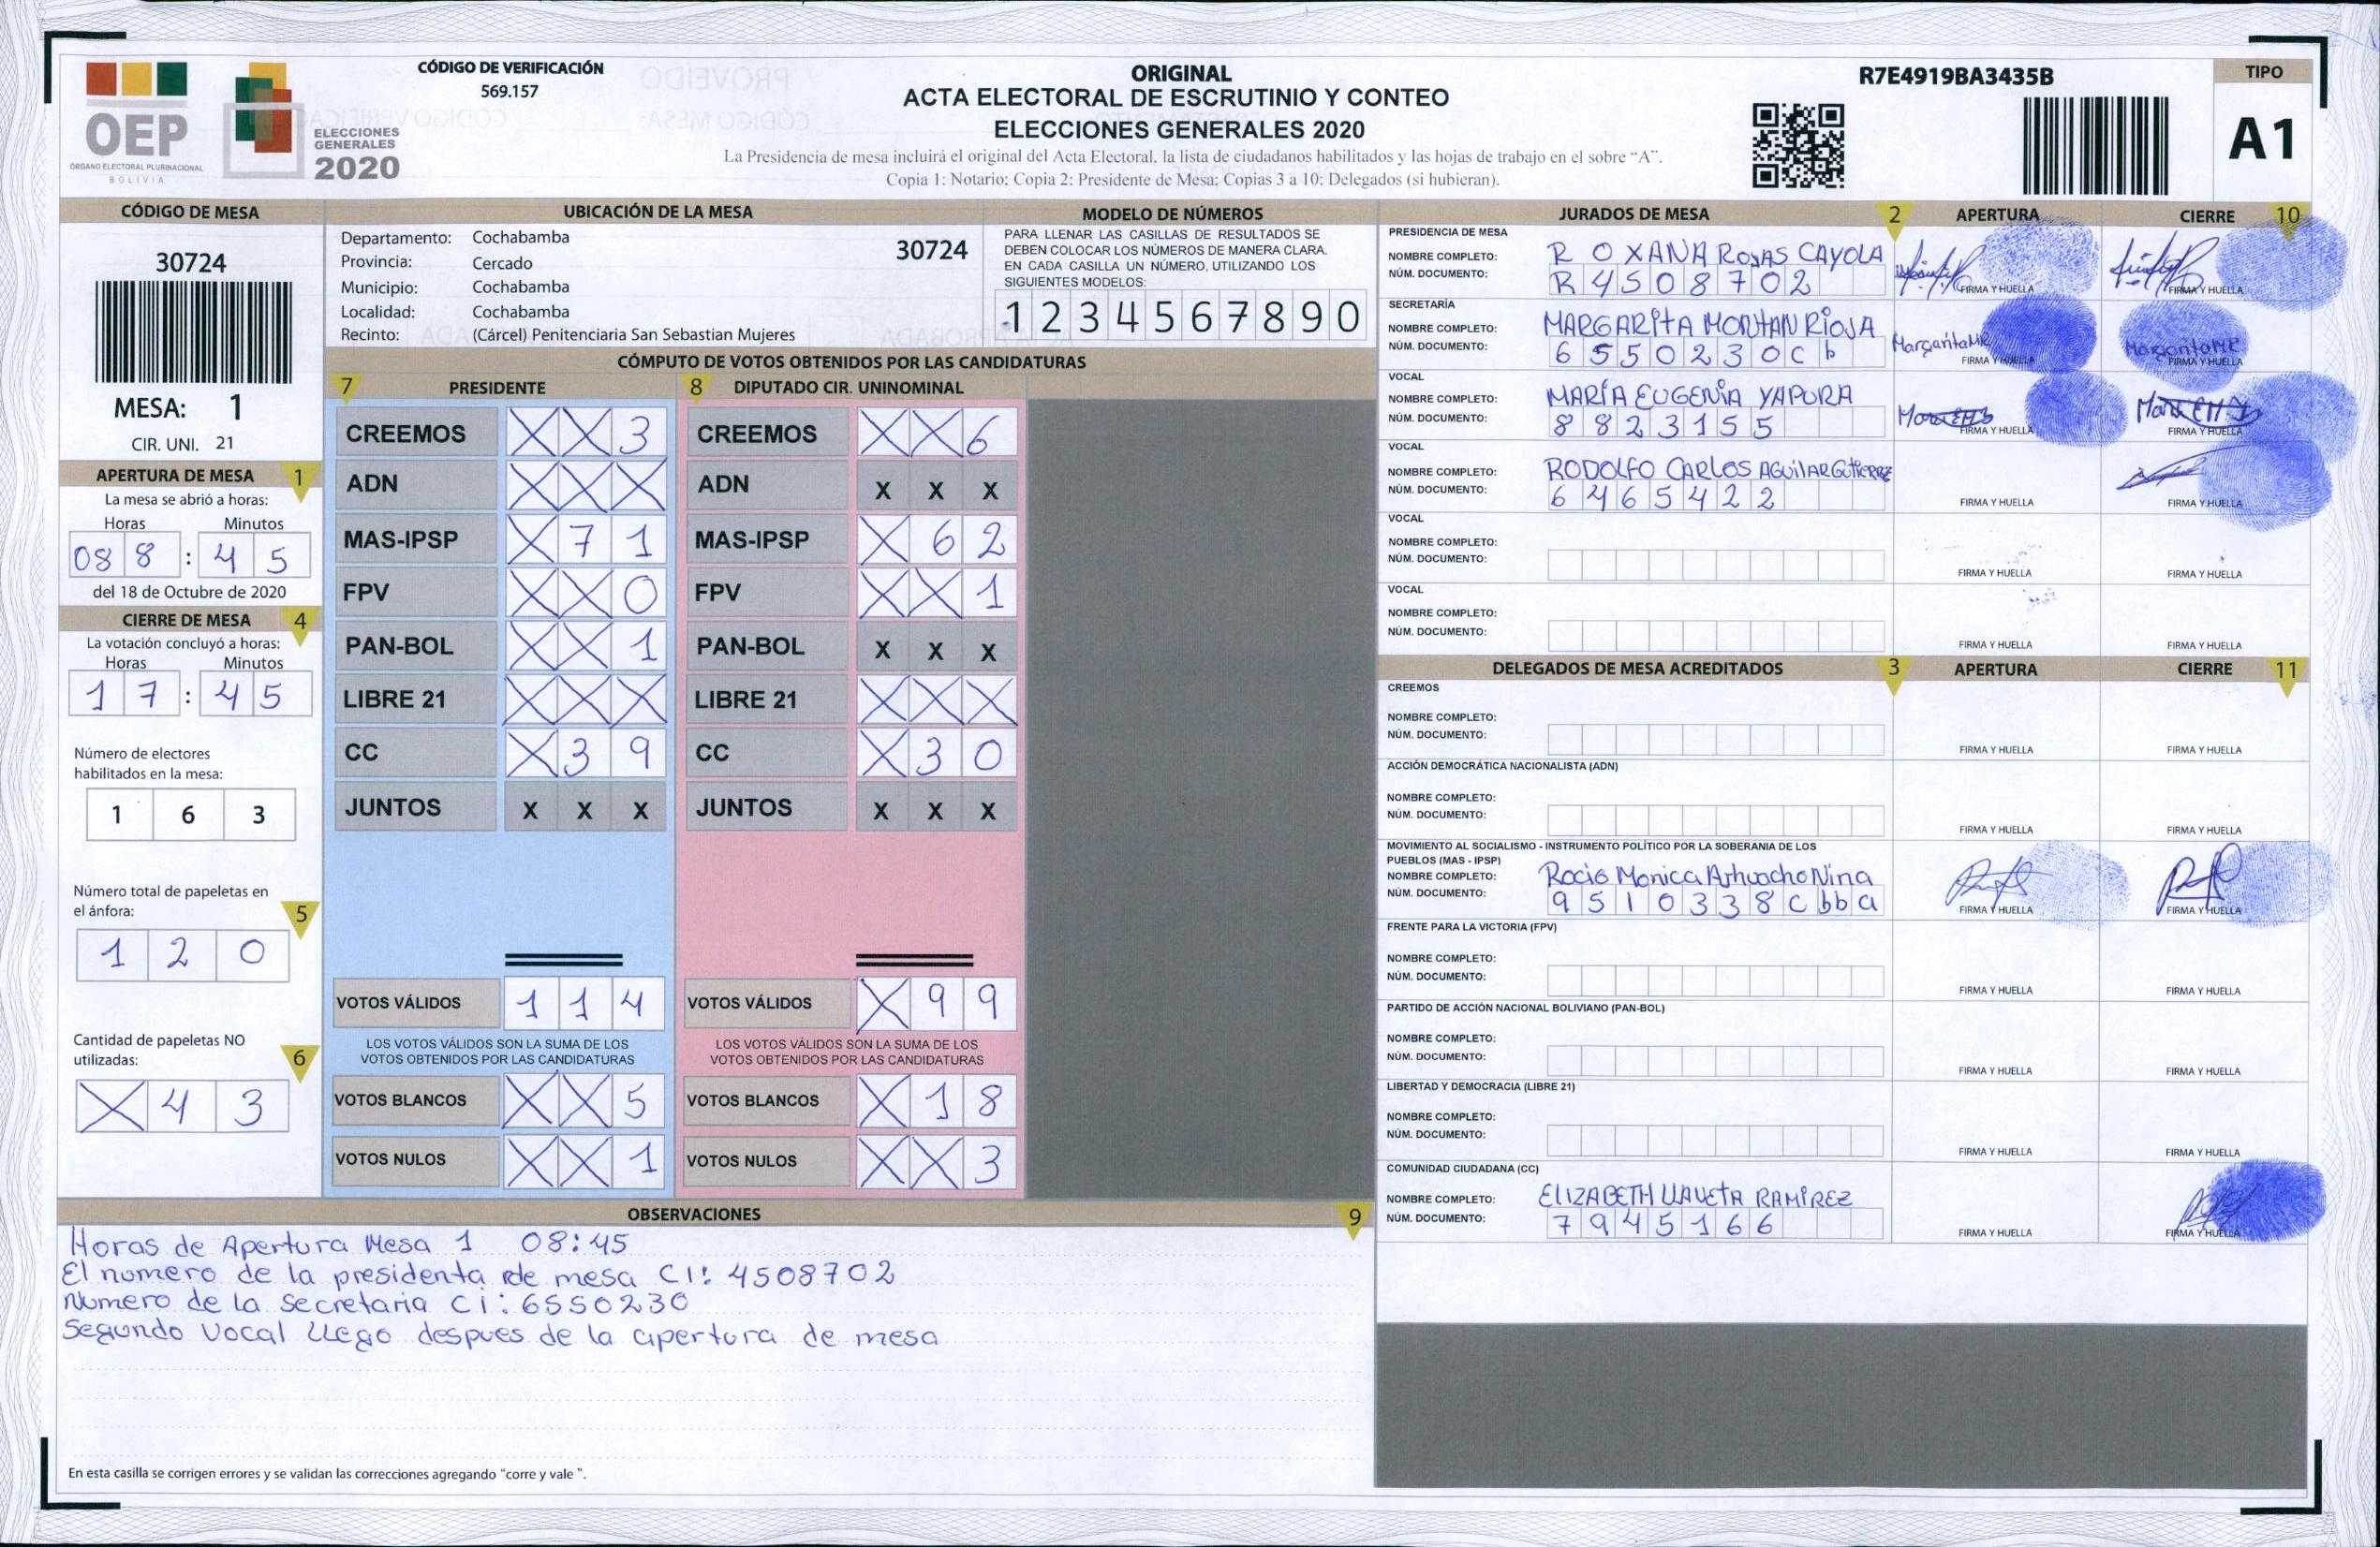 CÓDIGO DE VERIFICACIÓN
569.157
OEP
ÓRGANO ELECTORAL PLURINACIONAL
BOLIVIA
ELECCIONES
GENERALES
2020
ORIGINAL
ACTA ELECTORAL DE ESCRUTINIO Y CONTEO
ELECCIONES GENERALES 2020
La Presidencia de mesa incluirá el original del Acta Electoral, la lista de ciudadanos habilitados y las hojas de trabajo en el sobre “A”.
Copia 1: Notario; Copia 2: Presidente de Mesa; Copias 3 a 10: Delegados (si hubieran).
R7E4919BA3435B
TIPO
A1
CÓDIGO DE MESA
30724
MESA: 1
CIR. UNI. 21
APERTURA DE MESA 1
La mesa se abrió a horas:
Horas Minutos
08 8 : 4 5
del 18 de Octubre de 2020
CIERRE DE MESA 4
La votación concluyó a horas:
Horas Minutos
1 7 : 4 5
Número de electores
habilitados en la mesa:
1 6 3
Número total de papeletas en
el ánfora: 5
1 2 0
Cantidad de papeletas NO
utilizadas: 6
X 4 3
UBICACIÓN DE LA MESA
Departamento: Cochabamba 30724
Provincia: Cercado
Municipio: Cochabamba
Localidad: Cochabamba
Recinto: (Cárcel) Penitenciaria San Sebastian Mujeres
MODELO DE NÚMEROS
PARA LLENAR LAS CASILLAS DE RESULTADOS SE
DEBEN COLOCAR LOS NÚMEROS DE MANERA CLARA.
EN CADA CASILLA UN NÚMERO, UTILIZANDO LOS
SIGUIENTES MODELOS:
1 2 3 4 5 6 7 8 9 0
CÓMPUTO DE VOTOS OBTENIDOS POR LAS CANDIDATURAS
7 PRESIDENTE
CREEMOS X X 3
ADN X X X
MAS-IPSP X 7 1
FPV X X 0
PAN-BOL X X 1
LIBRE 21 X X X
CC X 3 9
JUNTOS X X X
VOTOS VÁLIDOS 1 1 4
LOS VOTOS VÁLIDOS SON LA SUMA DE LOS
VOTOS OBTENIDOS POR LAS CANDIDATURAS
VOTOS BLANCOS X X 5
VOTOS NULOS X X 1
8 DIPUTADO CIR. UNINOMINAL
CREEMOS X X 6
ADN X X X
MAS-IPSP X 6 2
FPV X X 1
PAN-BOL X X X
LIBRE 21 X X X
CC X 3 0
JUNTOS X X X
VOTOS VÁLIDOS X 9 9
LOS VOTOS VÁLIDOS SON LA SUMA DE LOS
VOTOS OBTENIDOS POR LAS CANDIDATURAS
VOTOS BLANCOS X 1 8
VOTOS NULOS X X 3
OBSERVACIONES 9
Horas de Apertura Mesa 1 08:45
El numero de la presidenta de mesa CI: 4508702
Numero de la secretaria Ci: 6550230
Segundo Vocal llego despues de la apertura de mesa
En esta casilla se corrigen errores y se validan las correcciones agregando “corre y vale”.
JURADOS DE MESA 2 APERTURA CIERRE 10
PRESIDENCIA DE MESA
NOMBRE COMPLETO: ROXANA ROJAS CAYOLA
NÚM. DOCUMENTO: R 4 5 0 8 7 0 2
FIRMA Y HUELLA FIRMA Y HUELLA
SECRETARÍA
NOMBRE COMPLETO: MARGARITA MONTAN RIOJA MargaritaMR MargaritaMR
NÚM. DOCUMENTO: 6 5 5 0 2 3 0 C b
FIRMA Y HUELLA FIRMA Y HUELLA
VOCAL
NOMBRE COMPLETO: MARÍA EUGENIA YAPURA
NÚM. DOCUMENTO: 8 8 2 3 1 5 5
FIRMA Y HUELLA FIRMA Y HUELLA
VOCAL
NOMBRE COMPLETO: RODOLFO CARLOS AGUILAR Gutierrez
NÚM. DOCUMENTO: 6 4 6 5 4 2 2
FIRMA Y HUELLA FIRMA Y HUELLA
VOCAL
NOMBRE COMPLETO:
NÚM. DOCUMENTO:
FIRMA Y HUELLA FIRMA Y HUELLA
VOCAL
NOMBRE COMPLETO:
NÚM. DOCUMENTO:
FIRMA Y HUELLA FIRMA Y HUELLA
DELEGADOS DE MESA ACREDITADOS 3 APERTURA CIERRE 11
CREEMOS
NOMBRE COMPLETO:
NÚM. DOCUMENTO:
FIRMA Y HUELLA FIRMA Y HUELLA
ACCIÓN DEMOCRÁTICA NACIONALISTA (ADN)
NOMBRE COMPLETO:
NÚM. DOCUMENTO:
FIRMA Y HUELLA FIRMA Y HUELLA
MOVIMIENTO AL SOCIALISMO - INSTRUMENTO POLÍTICO POR LA SOBERANIA DE LOS
PUEBLOS (MAS - IPSP)
NOMBRE COMPLETO: Rocio Monica Arhuacho Nina
NÚM. DOCUMENTO: 9 5 1 0 3 3 8 C bb a
FIRMA Y HUELLA FIRMA Y HUELLA
FRENTE PARA LA VICTORIA (FPV)
NOMBRE COMPLETO:
NÚM. DOCUMENTO:
FIRMA Y HUELLA FIRMA Y HUELLA
PARTIDO DE ACCIÓN NACIONAL BOLIVIANO (PAN-BOL)
NOMBRE COMPLETO:
NÚM. DOCUMENTO:
FIRMA Y HUELLA FIRMA Y HUELLA
LIBERTAD Y DEMOCRACIA (LIBRE 21)
NOMBRE COMPLETO:
NÚM. DOCUMENTO:
FIRMA Y HUELLA FIRMA Y HUELLA
COMUNIDAD CIUDADANA (CC)
NOMBRE COMPLETO: ELIZABETH RAMIREZ
NÚM. DOCUMENTO: 7 9 4 5 1 6 6
FIRMA Y HUELLA FIRMA Y HUELLA